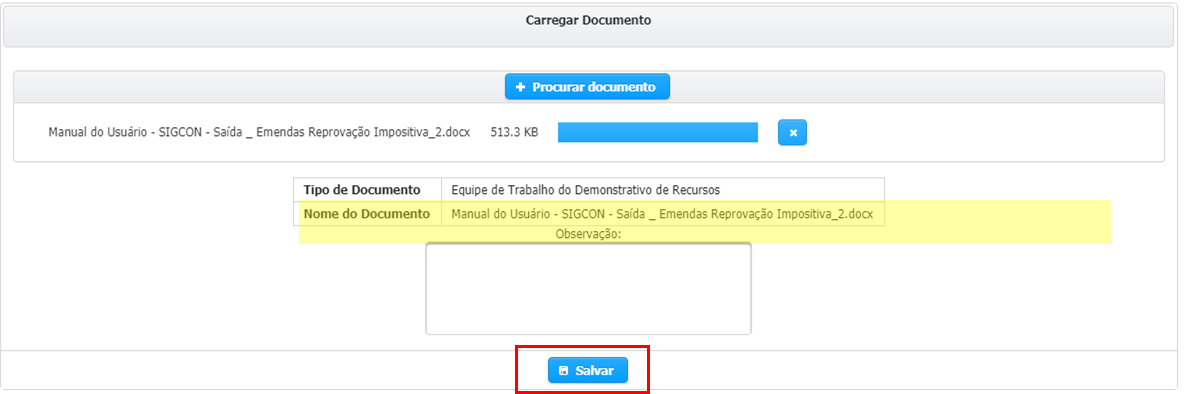 Carregar Documento
Procurar documento
Manual do Usuário - SIGCON - Saída _ Emendas Reprovação Impositiva_2.docx 513.3 KB
Tipo de Documento Equipe de Trabalho do Demonstrativo de Recursos
Nome do Documento Manual do Usuário - SIGCON - Saída _ Emendas Reprovação Impositiva_2.docx
Observação:
Salvar